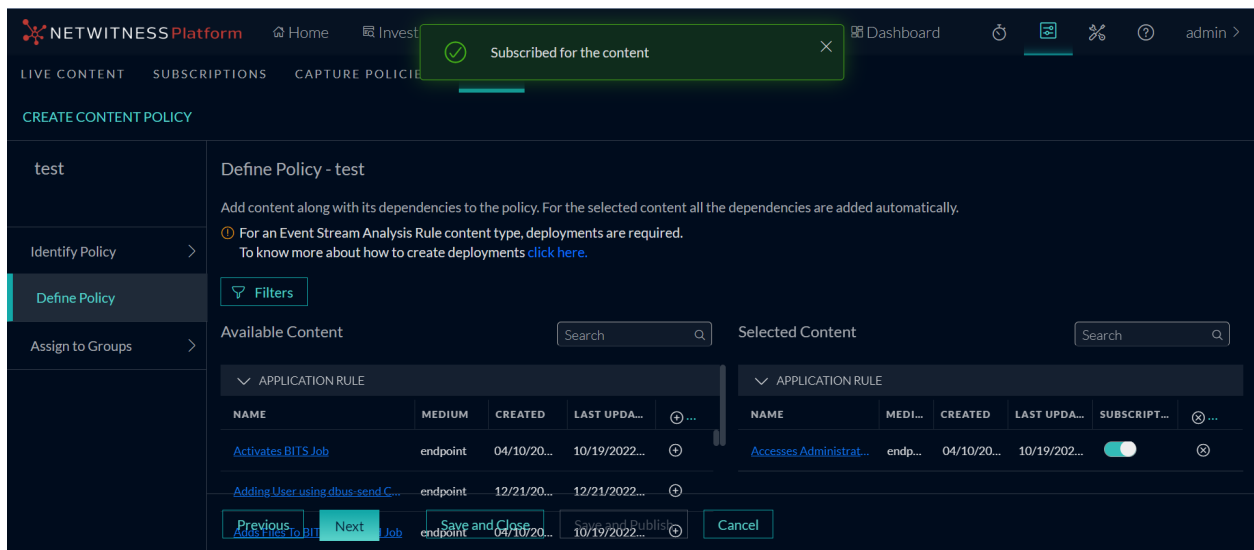 NETWITNESS Platform Home Invest Dashboard admin >
Subscribed for the content
LIVE CONTENT SUBSCRIPTIONS CAPTURE POLICIE
CREATE CONTENT POLICY
test
Define Policy - test
Add content along with its dependencies to the policy. For the selected content all the dependencies are added automatically.
For an Event Stream Analysis Rule content type, deployments are required.
To know more about how to create deployments click here.
Identify Policy
Define Policy
Assign to Groups
Filters
Available Content Search
Selected Content Search
APPLICATION RULE
NAME MEDIUM CREATED LAST UPDA... ...
Activates BITS Job endpoint 04/10/20... 10/19/2022...
Adding User using dbus-send C... endpoint 12/21/20... 12/21/2022...
Adds Files To BIT Job endpoint 04/10/20... 10/19/2022...
APPLICATION RULE
NAME MEDI... CREATED LAST UPDA... SUBSCRIPT... ...
Accesses Administrat... endp... 04/10/20... 10/19/202...
Previous Next Save and Close Save and Publish Cancel